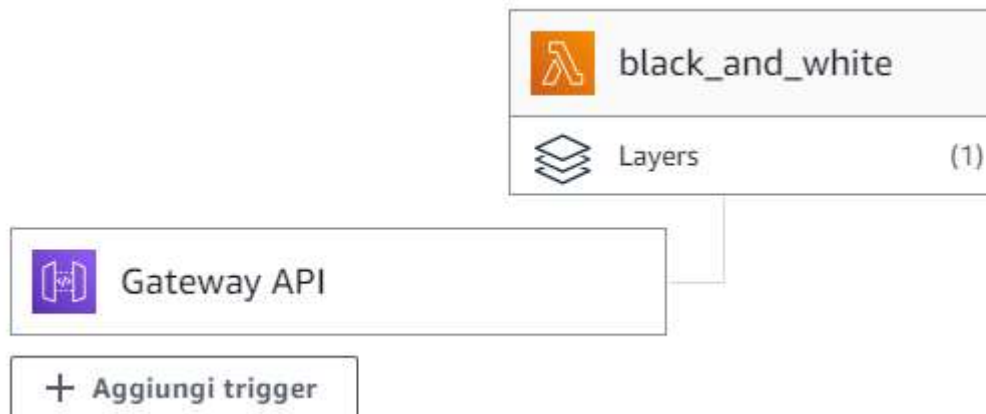 black_and_white
Layers (1)
Gateway API
+ Aggiungi trigger